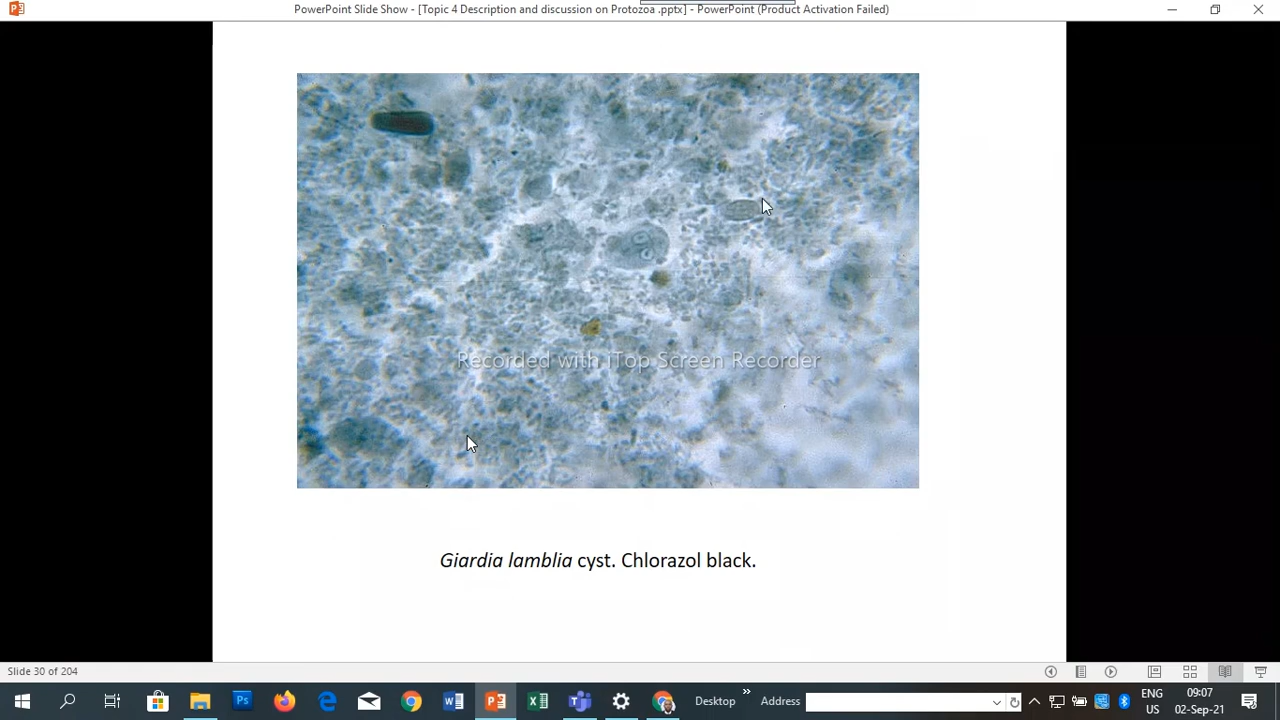 PowerPoint Slide Show - [Topic 4 Description and discussion on Protozoa .pptx] - PowerPoint (Product Activation Failed)
Recorded with iTop Screen Recorder
Giardia lamblia cyst. Chlorazol black.
Slide 30 of 204
Desktop
Address
ENG
US
09:07
02-Sep-21